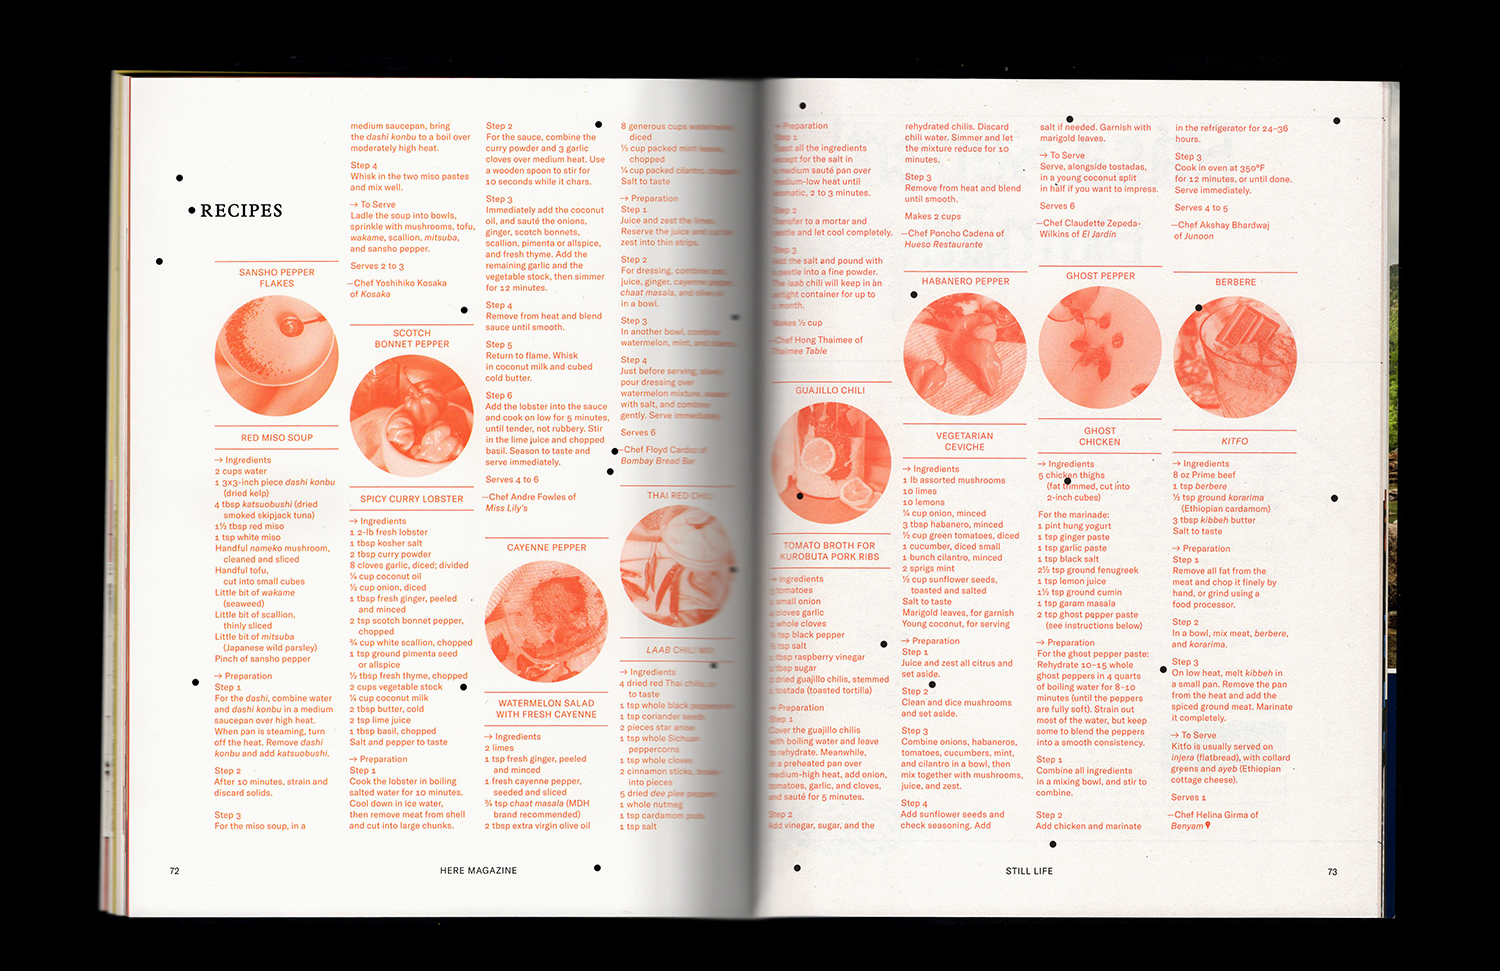 RECIPES
SANSHO PEPPER
FLAKES
RED MISO SOUP
→ Ingredients
2 cups water
1 3×3-inch piece dashi konbu
(dried kelp)
4 tbsp katsuobushi (dried
smoked skipjack tuna)
1½ tbsp red miso
1 tsp white miso
Handful nameko mushroom,
cleaned and sliced
Handful tofu,
cut into small cubes
Little bit of wakame
(seaweed)
Little bit of scallion,
thinly sliced
Little bit of mitsuba
(Japanese wild parsley)
Pinch of sansho pepper
→ Preparation
Step 1
For the dashi, combine water
and dashi konbu in a medium
saucepan over high heat.
When pan is steaming, turn
off the heat. Remove dashi
konbu and add katsuobushi.
Step 2
After 10 minutes, strain and
discard solids.
Step 3
For the miso soup, in a
medium saucepan, bring
the dashi konbu to a boil over
moderately high heat.
Step 4
Whisk in the two miso pastes
and mix well.
→ To Serve
Ladle the soup into bowls,
sprinkle with mushrooms, tofu,
wakame, scallion, mitsuba,
and sansho pepper.
Serves 2 to 3
—Chef Yoshihiko Kosaka
of Kosaka
SCOTCH
BONNET PEPPER
SPICY CURRY LOBSTER
→ Ingredients
1 2-lb fresh lobster
1 tbsp kosher salt
2 tbsp curry powder
8 cloves garlic, diced; divided
¼ cup coconut oil
½ cup onion, diced
1 tbsp fresh ginger, peeled
and minced
2 tsp scotch bonnet pepper,
chopped
¾ cup white scallion, chopped
1 tsp ground pimenta seed
or allspice
½ tbsp fresh thyme, chopped
2 cups vegetable stock
¾ cup coconut milk
2 tbsp butter, cold
2 tsp lime juice
1 tbsp basil, chopped
Salt and pepper to taste
→ Preparation
Step 1
Cook the lobster in boiling
salted water for 10 minutes.
Cool down in ice water,
then remove meat from shell
and cut into large chunks.
Step 2
For the sauce, combine the
curry powder and 3 garlic
cloves over medium heat. Use
a wooden spoon to stir for
10 seconds while it chars.
Step 3
Immediately add the coconut
oil, and sauté the onions,
ginger, scotch bonnets,
scallion, pimenta or allspice,
and fresh thyme. Add the
remaining garlic and the
vegetable stock, then simmer
for 12 minutes.
Step 4
Remove from heat and blend
sauce until smooth.
Step 5
Return to flame. Whisk
in coconut milk and cubed
cold butter.
Step 6
Add the lobster into the sauce
and cook on low for 5 minutes,
until tender, not rubbery. Stir
in the lime juice and chopped
basil. Season to taste and
serve immediately.
Serves 4 to 6
—Chef Andre Fowles of
Miss Lily's
CAYENNE PEPPER
WATERMELON SALAD
WITH FRESH CAYENNE
→ Ingredients
2 limes
1 tsp fresh ginger, peeled
and minced
1 fresh cayenne pepper,
seeded and sliced
¾ tsp chaat masala (MDH
brand recommended)
2 tbsp extra virgin olive oil
8 generous cups watermelon,
diced
½ cup packed mint leaves,
chopped
¼ cup packed cilantro, chopped
Salt to taste
→ Preparation
Step 1
Juice and zest the limes.
Reserve the juice and cut the
zest into thin strips.
Step 2
For dressing, combine zest,
juice, ginger, cayenne pepper,
chaat masala, and olive oil
in a bowl.
Step 3
In another bowl, combine
watermelon, mint, and cilantro.
Step 4
Just before serving,
pour dressing over
watermelon mixture,
with salt, and combine
gently. Serve immediately.
Serves 6
—Chef Floyd Cardoz of
Bombay Bread Bar
THAI RED CHILI
LAAB CHILI MIX
→ Ingredients
4 dried red Thai chilis,
to taste
1 tsp whole black peppercorns
1 tsp coriander seeds
2 pieces star anise
1 tsp whole Sichuan
peppercorns
1 tsp whole cloves
2 cinnamon sticks, broken
into pieces
5 dried dee plee peppers
1 whole nutmeg
1 tsp cardamom pods
1 tsp salt
72
HERE MAGAZINE
→ Preparation
Step 1
Toast all the ingredients
except for the salt in
a medium sauté pan over
medium-low heat until
aromatic, 2 to 3 minutes.
Step 2
Transfer to a mortar and
pestle and let cool completely.
Step 3
Add the salt and pound with
a pestle into a fine powder.
The laab chili will keep in an
airtight container for up to
a month.
Makes ½ cup
—Chef Hong Thaimee of
Thaimee Table
GUAJILLO CHILI
TOMATO BROTH FOR
KUROBUTA PORK RIBS
→ Ingredients
tomatoes
small onion
cloves garlic
whole cloves
tsp black pepper
tsp salt
tbsp raspberry vinegar
tbsp sugar
dried guajillo chilis, stemmed
tostada (toasted tortilla)
→ Preparation
Step 1
Cover the guajillo chilis
with boiling water and leave
to rehydrate. Meanwhile,
in a preheated pan over
medium-high heat, add onion,
tomatoes, garlic, and cloves,
and sauté for 5 minutes.
Step 2
Add vinegar, sugar, and the
rehydrated chilis. Discard
chili water. Simmer and let
the mixture reduce for 10
minutes.
Step 3
Remove from heat and blend
until smooth.
Makes 2 cups
—Chef Poncho Cadena of
Hueso Restaurante
HABANERO PEPPER
VEGETARIAN
CEVICHE
→ Ingredients
1 lb assorted mushrooms
10 limes
10 lemons
¼ cup onion, minced
3 tbsp habanero, minced
½ cup green tomatoes, diced
1 cucumber, diced small
1 bunch cilantro, minced
2 sprigs mint
½ cup sunflower seeds,
toasted and salted
Salt to taste
Marigold leaves, for garnish
Young coconut, for serving
→ Preparation
Step 1
Juice and zest all citrus and
set aside.
Step 2
Clean and dice mushrooms
and set aside.
Step 3
Combine onions, habaneros,
tomatoes, cucumbers, mint,
and cilantro in a bowl, then
mix together with mushrooms,
juice, and zest.
Step 4
Add sunflower seeds and
check seasoning. Add
salt if needed. Garnish with
marigold leaves.
→ To Serve
Serve, alongside tostadas,
in a young coconut split
in half if you want to impress.
Serves 6
—Chef Claudette Zepeda-
Wilkins of El Jardín
GHOST PEPPER
GHOST
CHICKEN
→ Ingredients
5 chicken thighs
(fat trimmed, cut into
2-inch cubes)
For the marinade:
1 pint hung yogurt
1 tsp ginger paste
1 tsp garlic paste
1 tsp black salt
2½ tsp ground fenugreek
1 tsp lemon juice
1½ tsp ground cumin
1 tsp garam masala
2 tsp ghost pepper paste
(see instructions below)
→ Preparation
For the ghost pepper paste:
Rehydrate 10–15 whole
ghost peppers in 4 quarts
of boiling water for 8–10
minutes (until the peppers
are fully soft). Strain out
most of the water, but keep
some to blend the peppers
into a smooth consistency.
Step 1
Combine all ingredients
in a mixing bowl, and stir to
combine.
Step 2
Add chicken and marinate
in the refrigerator for 24–36
hours.
Step 3
Cook in oven at 350°F
for 12 minutes, or until done.
Serve immediately.
Serves 4 to 5
—Chef Akshay Bhardwaj
of Junoon
BERBERE
KITFO
→ Ingredients
8 oz Prime beef
1 tsp berbere
½ tsp ground korarima
(Ethiopian cardamom)
3 tbsp kibbeh butter
Salt to taste
→ Preparation
Step 1
Remove all fat from the
meat and chop it finely by
hand, or grind using a
food processor.
Step 2
In a bowl, mix meat, berbere,
and korarima.
Step 3
On low heat, melt kibbeh in
a small pan. Remove the pan
from the heat and add the
spiced ground meat. Marinate
it completely.
→ To Serve
Kitfo is usually served on
injera (flatbread), with collard
greens and ayeb (Ethiopian
cottage cheese).
Serves 1
—Chef Helina Girma of
Benyam
STILL LIFE
73